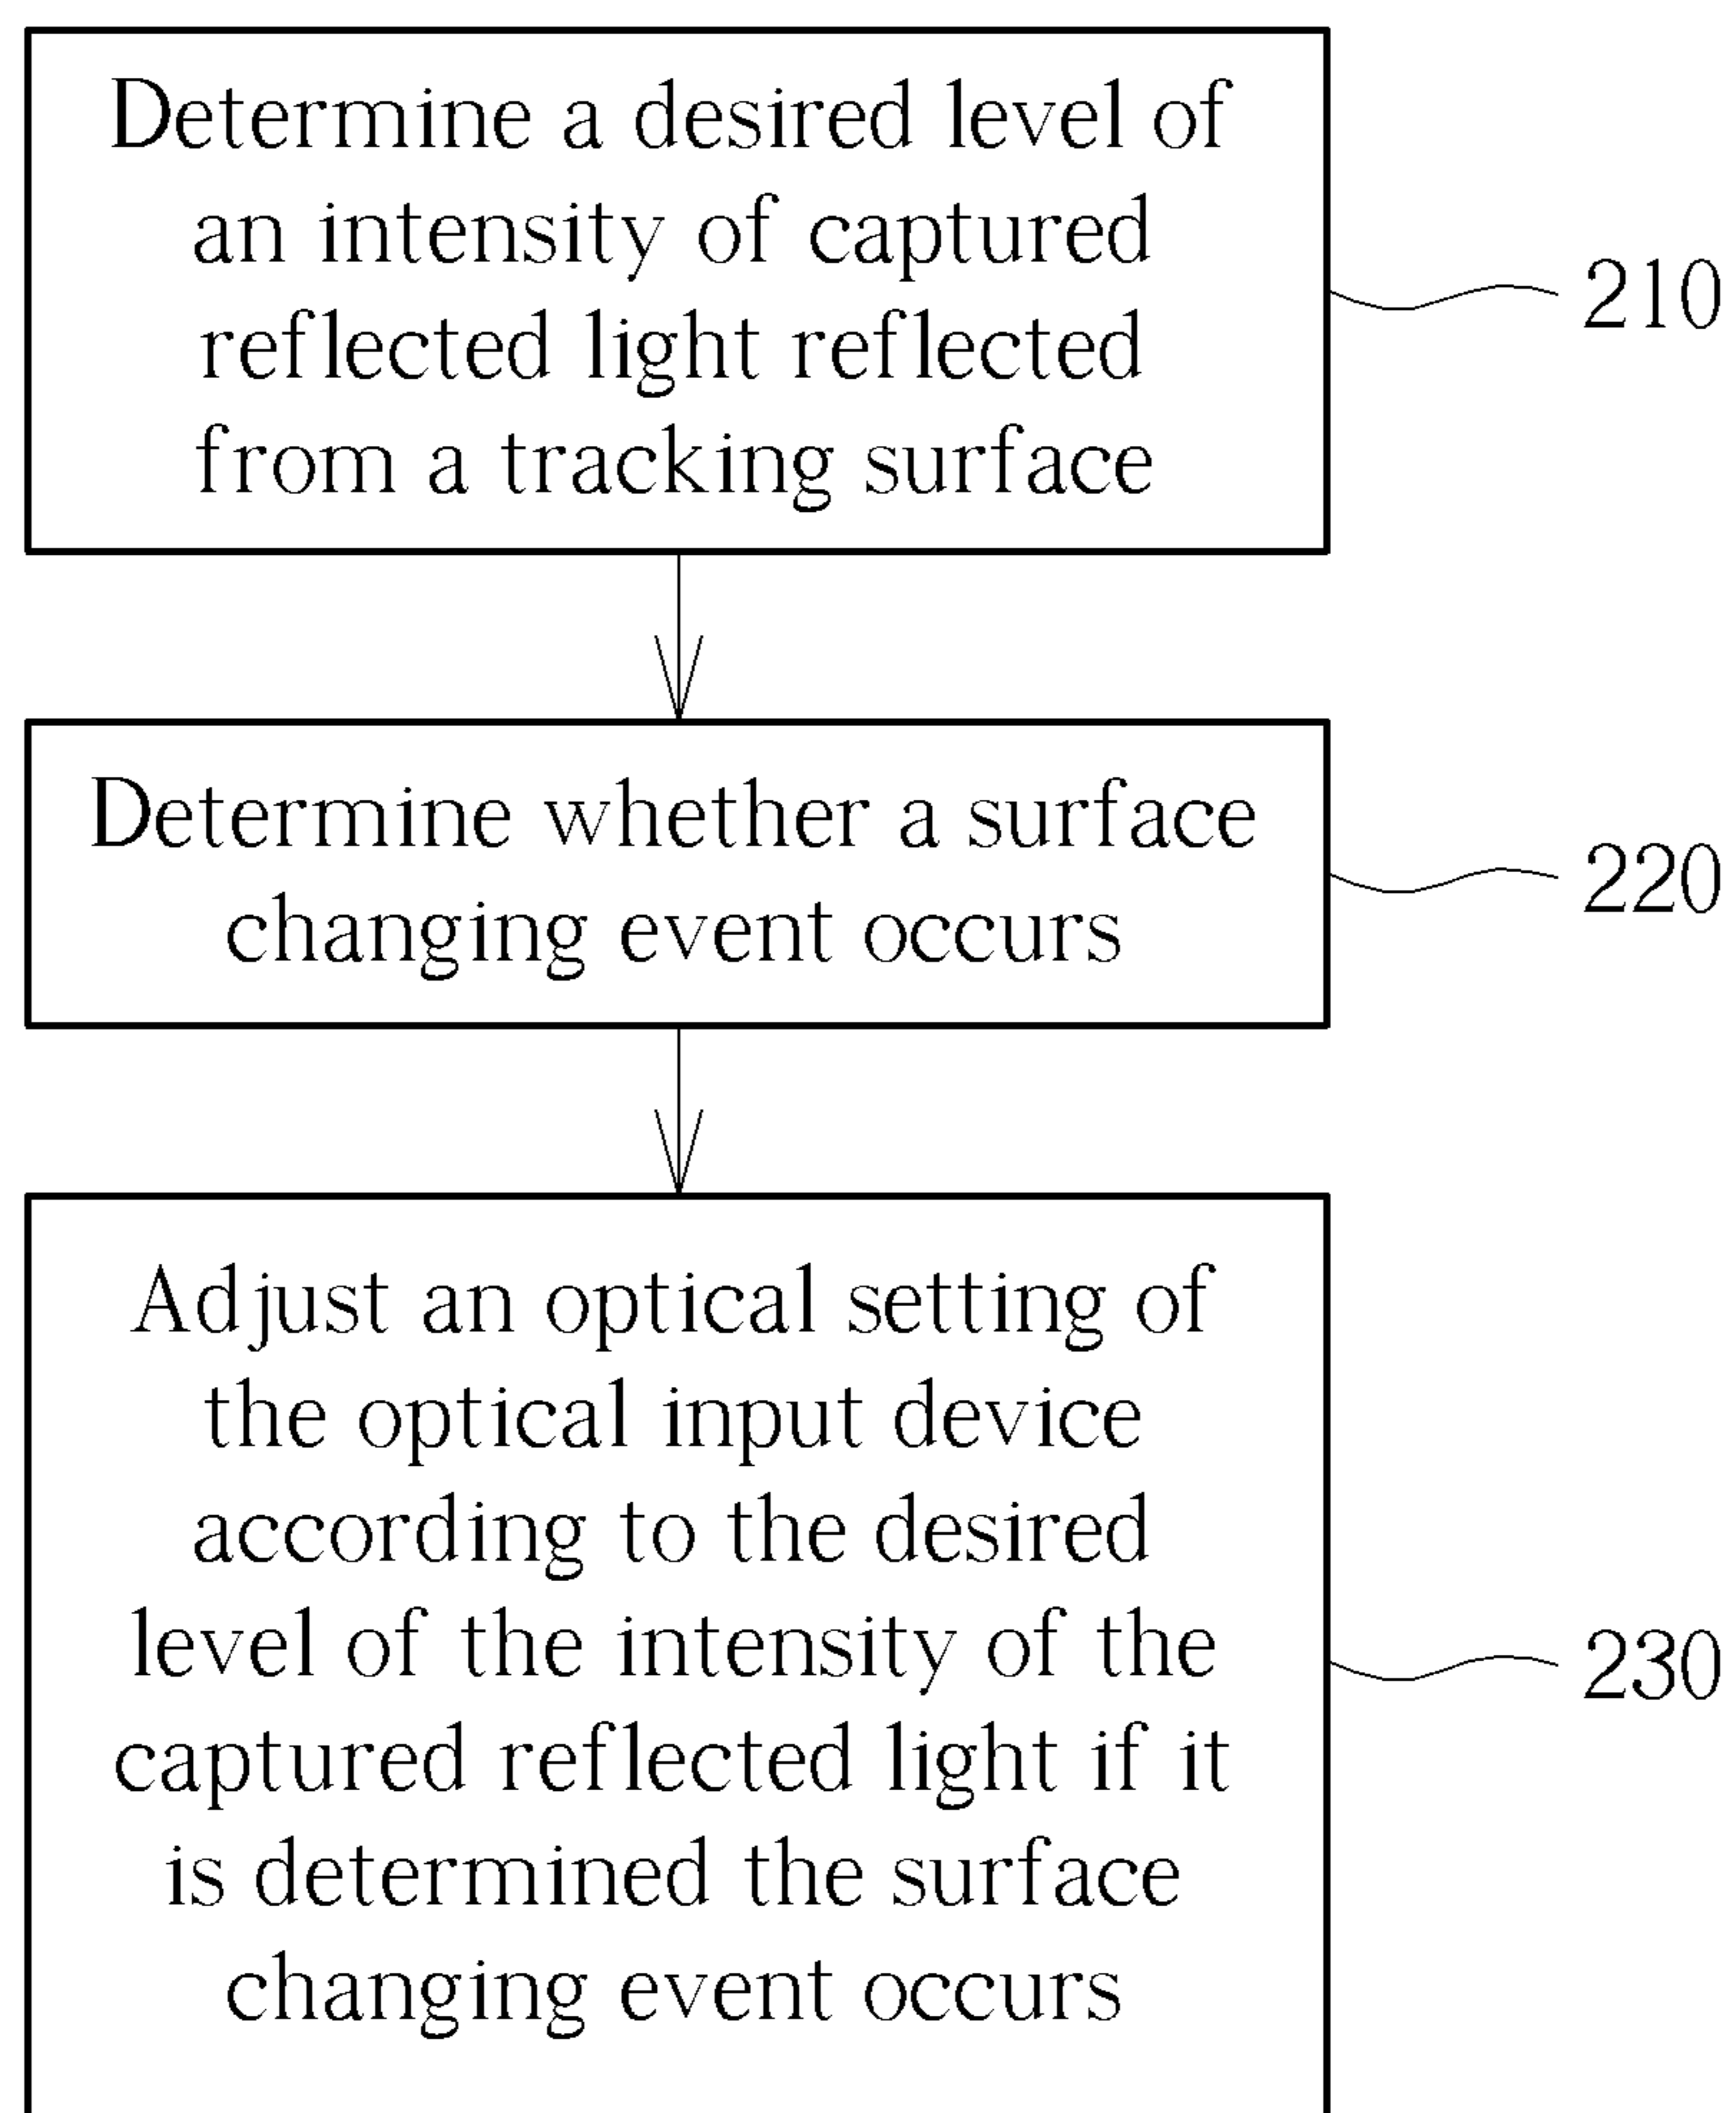 Determine a desired level of
an intensity of captured
reflected light reflected
from a tracking surface
210
Determine whether a surface
changing event occurs
220
Adjust an optical setting of
the optical input device
according to the desired
level of the intensity of the
captured reflected light if it
is determined the surface
changing event occurs
230